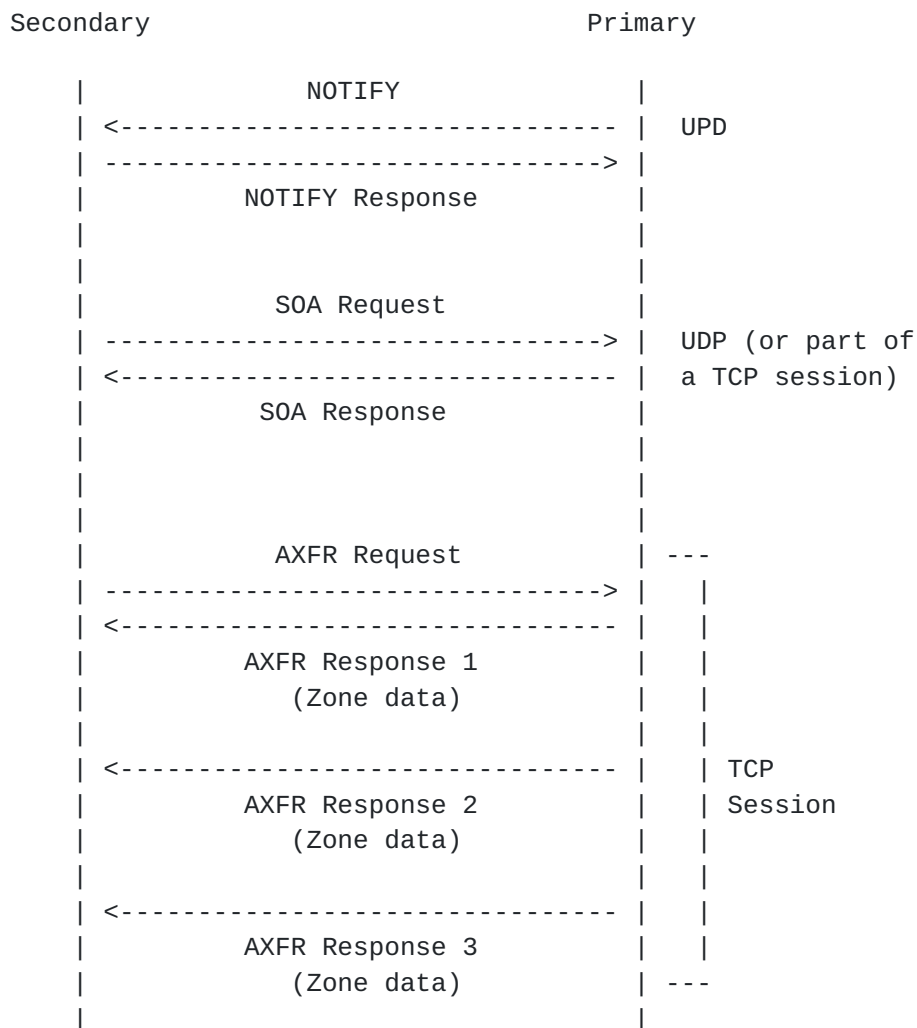 Secondary                            Primary

    |              NOTIFY               |
    | <-------------------------------- |  UPD
    | --------------------------------> |
    |          NOTIFY Response          |
    |                                   |
    |                                   |
    |            SOA Request            |
    | --------------------------------> |  UDP (or part of
    | <-------------------------------- |  a TCP session)
    |           SOA Response            |
    |                                   |
    |                                   |
    |                                   |
    |            AXFR Request           | ---
    | --------------------------------> |   |
    | <-------------------------------- |   |
    |          AXFR Response 1          |   |
    |             (Zone data)           |   |
    |                                   |   |
    | <-------------------------------- |   | TCP
    |          AXFR Response 2          |   | Session
    |             (Zone data)           |   |
    |                                   |   |
    | <-------------------------------- |   |
    |          AXFR Response 3          |   |
    |             (Zone data)           | ---
    |                                   |